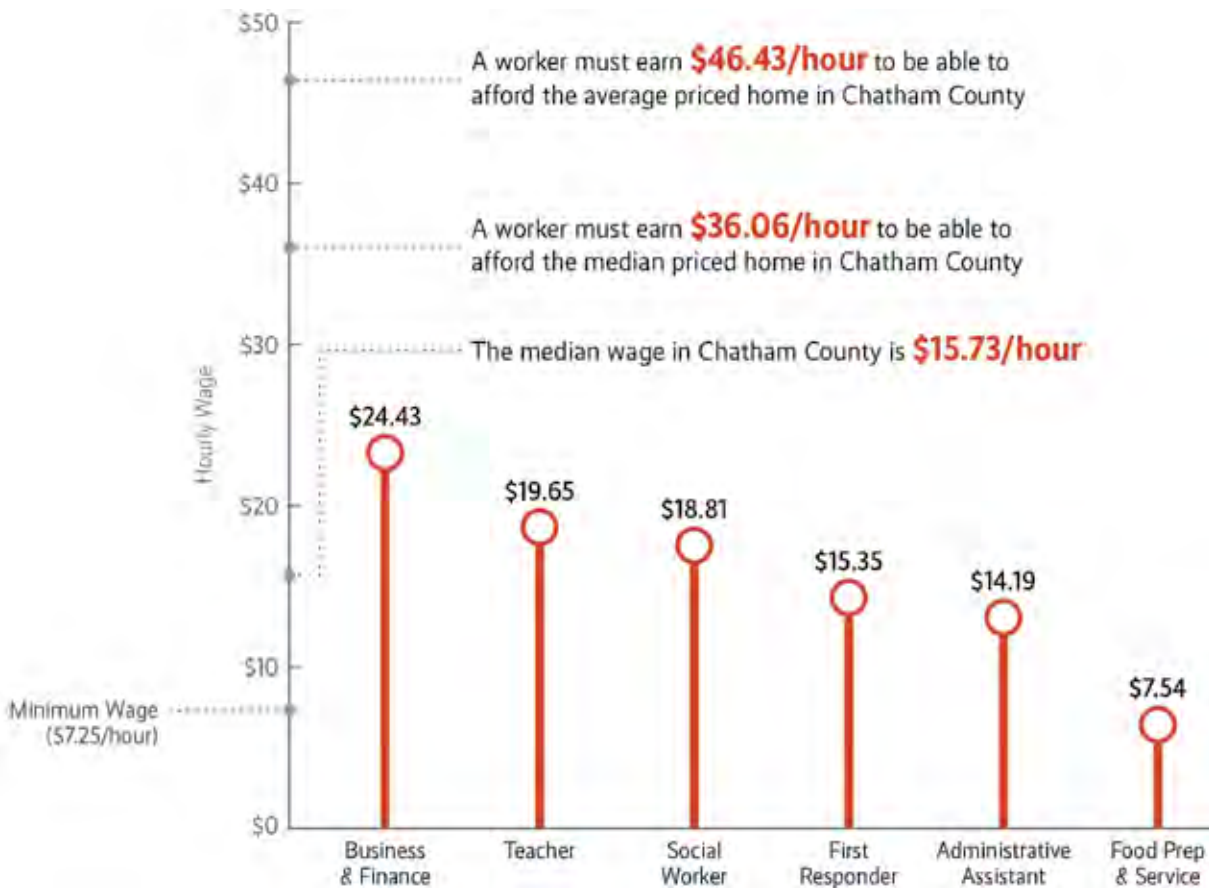 $50
A worker must earn $46.43/hour to be able to
afford the average priced home in Chatham County
$40
A worker must earn $36.06/hour to be able to
afford the median priced home in Chatham County
$30
The median wage in Chatham County is $15.73/hour
Hourly Wage
$24.43
$20
$19.65
$18.81
$15.35
$14.19
$10
$7.54
Minimum Wage
($7.25/hour)
$0
Business
& Finance
Teacher
Social
Worker
First
Responder
Administrative
Assistant
Food Prep
& Service